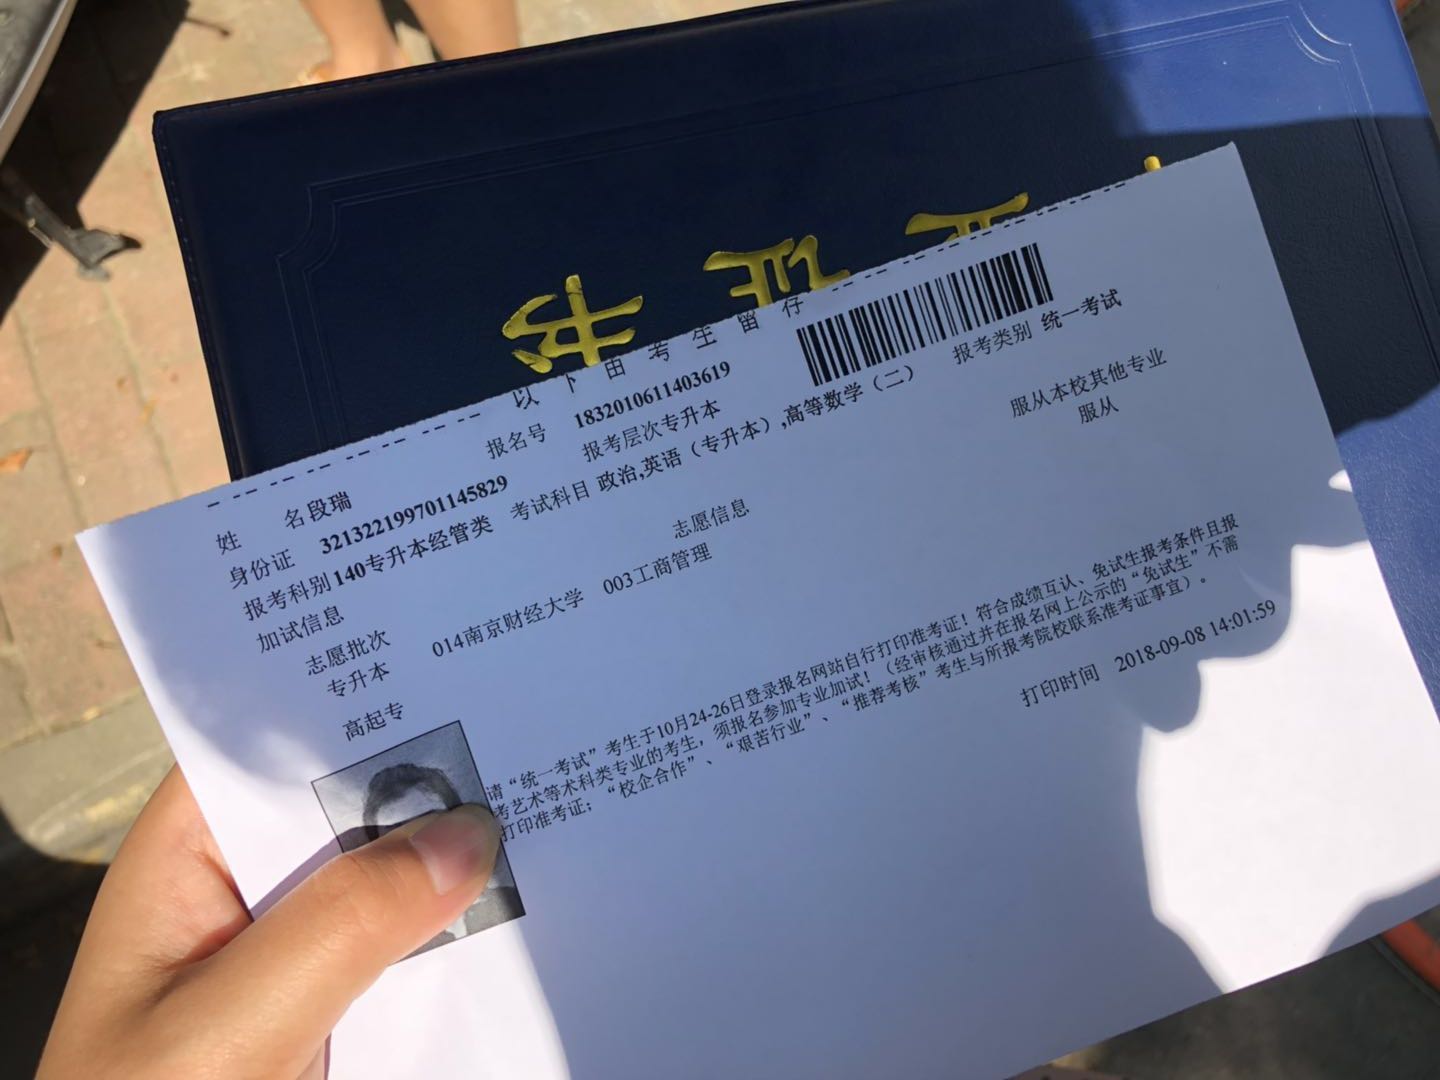 证书
以下由考生留存
报名号 1832010611403619
姓 名 段瑞
报考层次 专升本
报考类别 统一考试
身份证 321322199701145829
报考科别 140专升本经管类 考试科目 政治,英语（专升本）,高等数学（二）
加试信息
志愿信息
服从本校其他专业
志愿批次
专升本 014南京财经大学 003工商管理 服从
高起专
请“统一考试”考生于10月24-26日登录报名网站自行打印准考证！符合成绩互认、免试生报考条件且报
考艺术等术科类专业的考生，须报名参加专业加试！（经审核通过并在报名网上公示的“免试生”不需
打印准考证；“校企合作”、“艰苦行业”、“推荐考核”考生与所报考院校联系准考证事宜）。
打印时间 2018-09-08 14:01:59